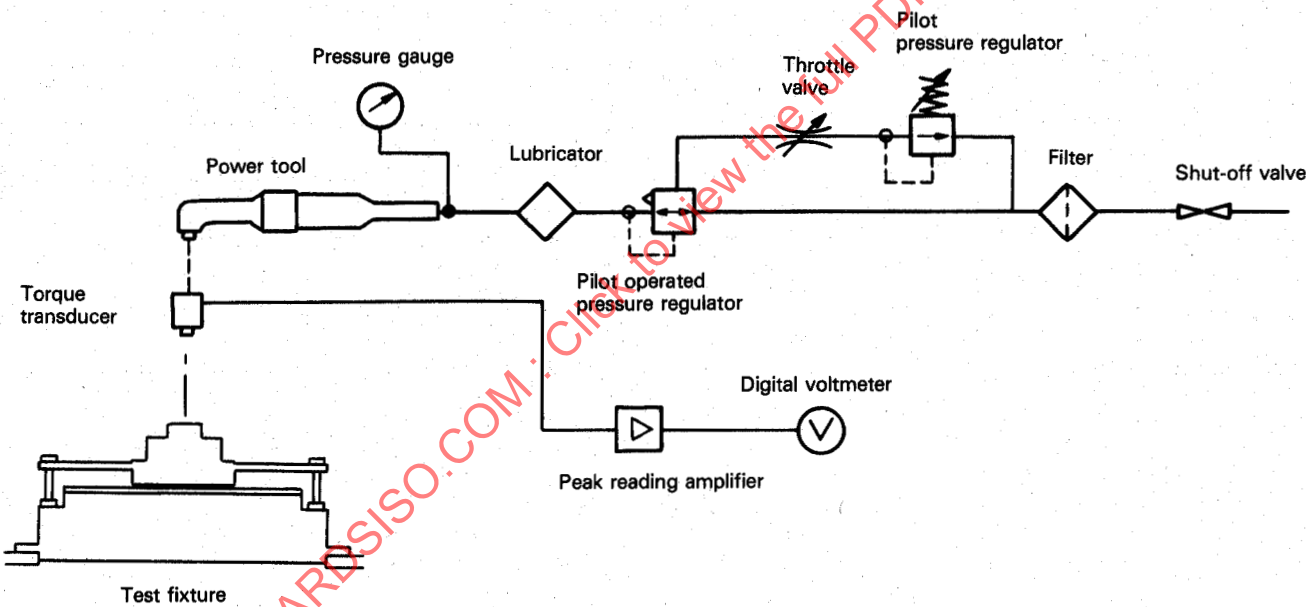 Pilot
pressure regulator
Pressure gauge
Throttle
valve
Power tool
Lubricator
Filter
Shut-off valve
Pilot operated
pressure regulator
Torque
transducer
Digital voltmeter
V
Peak reading amplifier
Test fixture
ARDSISO.COM : Click to view the full PDF